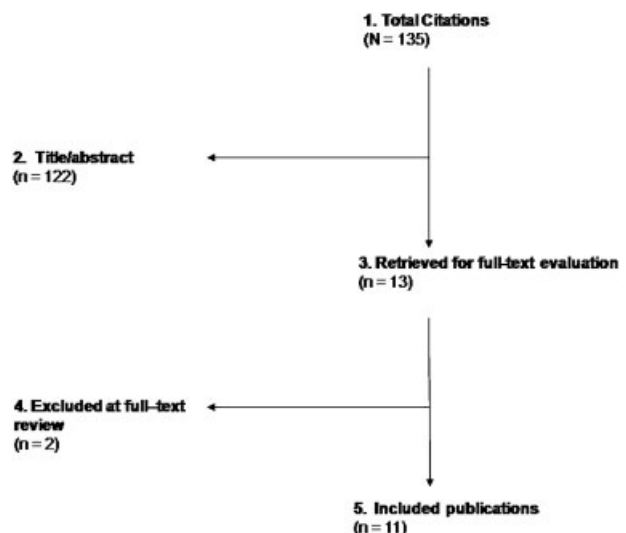 1. Total Citations
(N = 135)
2. Title/abstract
(n = 122)
3. Retrieved for full-text evaluation
(n = 13)
4. Excluded at full-text
review
(n = 2)
5. Included publications
(n = 11)